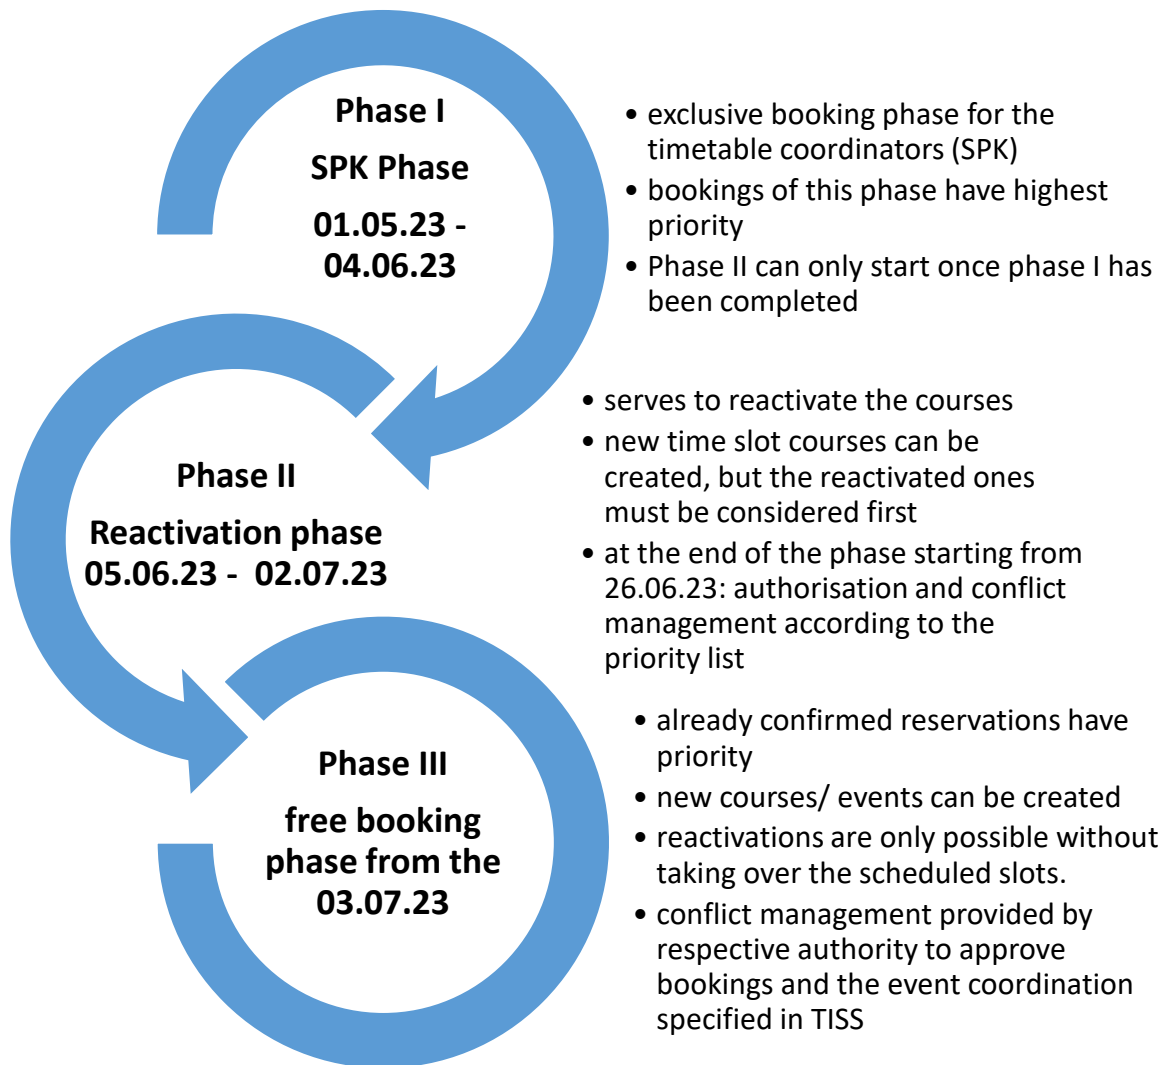 Phase I
SPK Phase
01.05.23 -
04.06.23
• exclusive booking phase for the
timetable coordinators (SPK)
• bookings of this phase have highest
priority
• Phase II can only start once phase I has
been completed
Phase II
Reactivation phase
05.06.23 - 02.07.23
• serves to reactivate the courses
• new time slot courses can be
created, but the reactivated ones
must be considered first
• at the end of the phase starting from
26.06.23: authorisation and conflict
management according to the
priority list
Phase III
free booking
phase from the
03.07.23
• already confirmed reservations have
priority
• new courses/ events can be created
• reactivations are only possible without
taking over the scheduled slots.
• conflict management provided by
respective authority to approve
bookings and the event coordination
specified in TISS